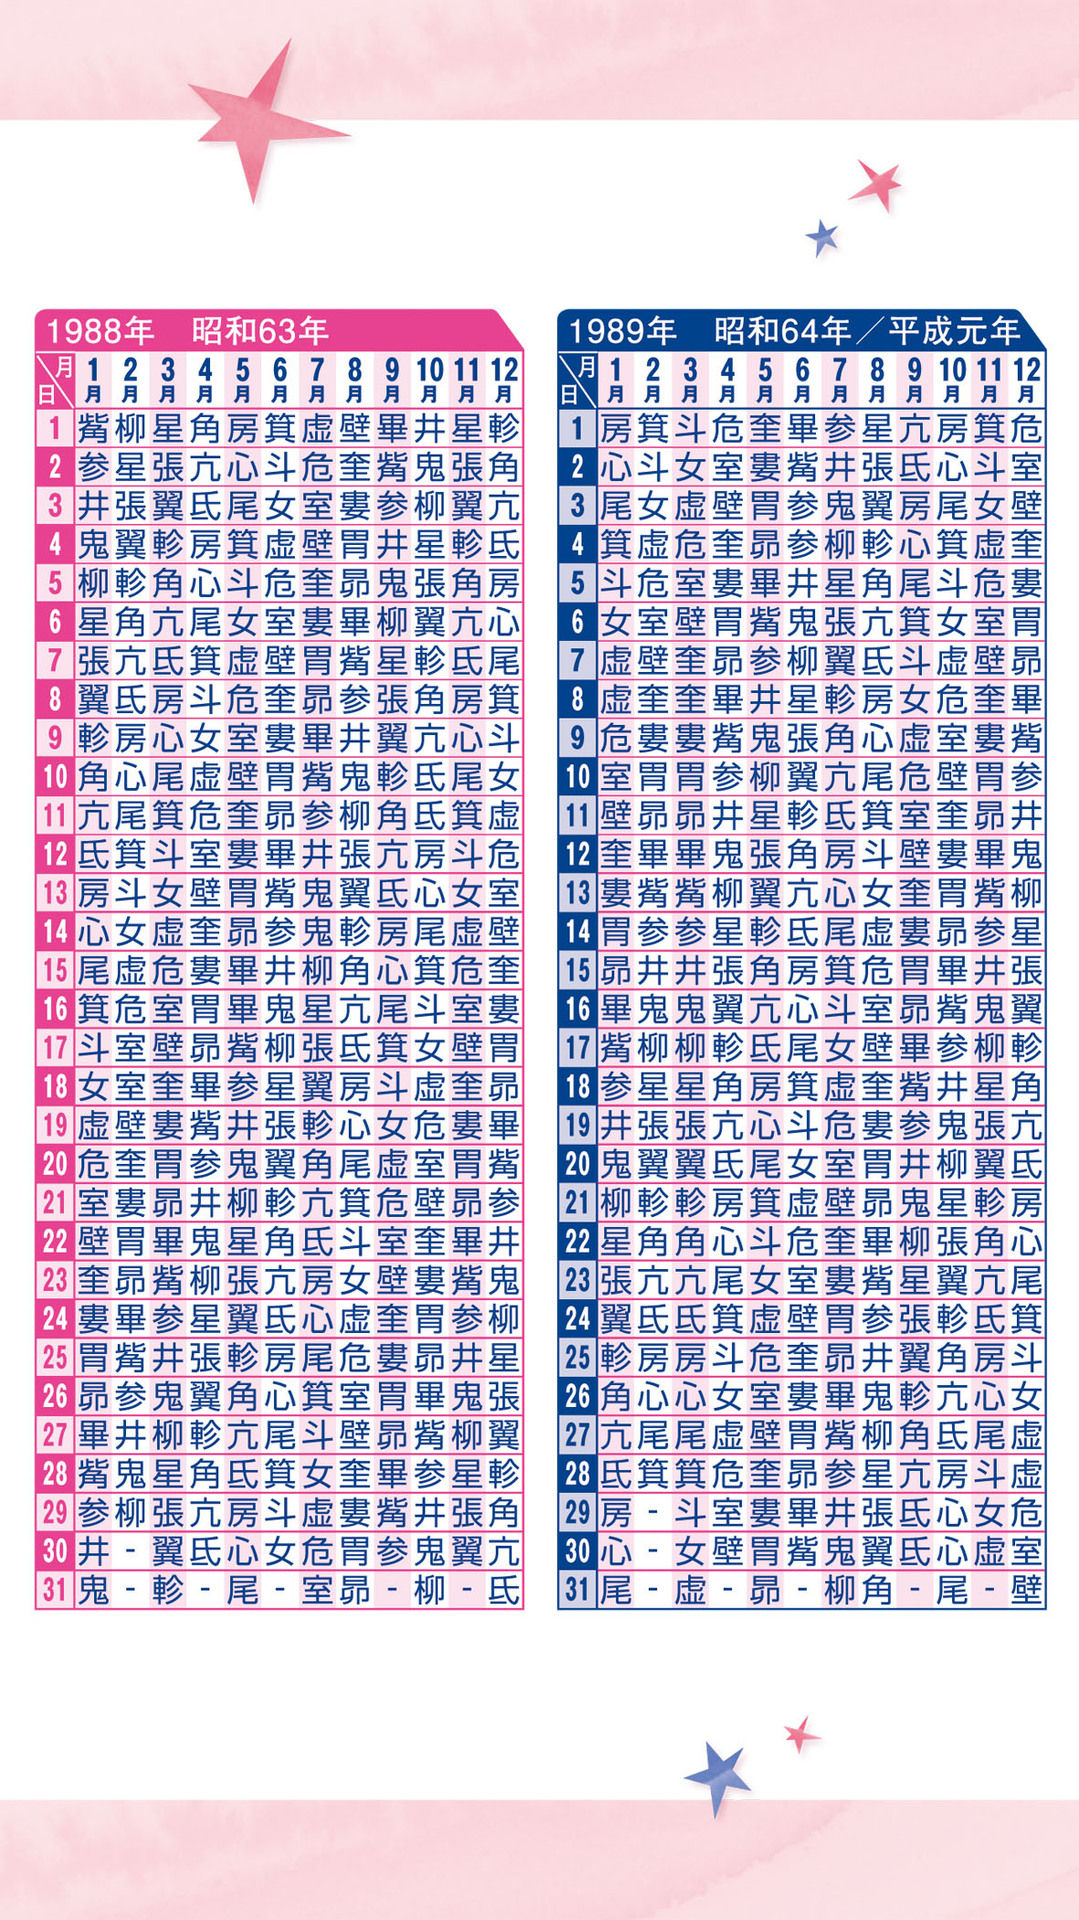 1988年 昭和63年
月 1月 2月 3月 4月 5月 6月 7月 8月 9月 10月 11月 12月
日
1 觜 柳 星 角 房 箕 虚 壁 畢 井 星 軫
2 参 星 張 亢 心 斗 危 奎 觜 鬼 張 角
3 井 張 翼 氐 尾 女 室 婁 参 柳 翼 亢
4 鬼 翼 軫 房 箕 虚 壁 胃 井 星 軫 氐
5 柳 軫 角 心 斗 危 奎 昴 鬼 張 角 房
6 星 角 亢 尾 女 室 婁 畢 柳 翼 亢 心
7 張 亢 氐 箕 虚 壁 胃 觜 星 軫 氐 尾
8 翼 氐 房 斗 危 奎 昴 参 張 角 房 箕
9 軫 房 心 女 室 婁 畢 井 翼 亢 心 斗
10 角 心 尾 虚 壁 胃 觜 鬼 軫 氐 尾 女
11 亢 尾 箕 危 奎 昴 参 柳 角 氐 箕 虚
12 氐 箕 斗 室 婁 畢 井 張 亢 房 斗 危
13 房 斗 女 壁 胃 觜 鬼 翼 氐 心 女 室
14 心 女 虚 奎 昴 参 鬼 軫 房 尾 虚 壁
15 尾 虚 危 婁 畢 井 柳 角 心 箕 危 奎
16 箕 危 室 胃 畢 鬼 星 亢 尾 斗 室 婁
17 斗 室 壁 昴 觜 柳 張 氐 箕 女 壁 胃
18 女 室 奎 畢 参 星 翼 房 斗 虚 奎 昴
19 虚 壁 婁 觜 井 張 軫 心 女 危 婁 畢
20 危 奎 胃 参 鬼 翼 角 尾 虚 室 胃 觜
21 室 婁 昴 井 柳 軫 亢 箕 危 壁 昴 参
22 壁 胃 畢 鬼 星 角 氐 斗 室 奎 畢 井
23 奎 昴 觜 柳 張 亢 房 女 壁 婁 觜 鬼
24 婁 畢 参 星 翼 氐 心 虚 奎 胃 参 柳
25 胃 觜 井 張 軫 房 尾 危 婁 昴 井 星
26 昴 参 鬼 翼 角 心 箕 室 胃 畢 鬼 張
27 畢 井 柳 軫 亢 尾 斗 壁 昴 觜 柳 翼
28 觜 鬼 星 角 氐 箕 女 奎 畢 参 星 軫
29 参 柳 張 亢 房 斗 虚 婁 觜 井 張 角
30 井 - 翼 氐 心 女 危 胃 参 鬼 翼 亢
31 鬼 - 軫 - 尾 - 室 昴 - 柳 - 氐
1989年 昭和64年／平成元年
月 1月 2月 3月 4月 5月 6月 7月 8月 9月 10月 11月 12月
日
1 房 箕 斗 危 奎 畢 参 星 亢 房 箕 危
2 心 斗 女 室 婁 觜 井 張 氐 心 斗 室
3 尾 女 虚 壁 胃 参 鬼 翼 房 尾 女 壁
4 箕 虚 危 奎 昴 参 柳 軫 心 箕 虚 奎
5 斗 危 室 婁 畢 井 星 角 尾 斗 危 婁
6 女 室 壁 胃 觜 鬼 張 亢 箕 女 室 胃
7 虚 壁 奎 昴 参 柳 翼 氐 斗 虚 壁 昴
8 虚 奎 奎 畢 井 星 軫 房 女 危 奎 畢
9 危 婁 婁 觜 鬼 張 角 心 虚 室 婁 觜
10 室 胃 胃 参 柳 翼 亢 尾 危 壁 胃 参
11 壁 昴 昴 井 星 軫 氐 箕 室 奎 昴 井
12 奎 畢 畢 鬼 張 角 房 斗 壁 婁 畢 鬼
13 婁 觜 觜 柳 翼 亢 心 女 奎 胃 觜 柳
14 胃 参 参 星 軫 氐 尾 虚 婁 昴 参 星
15 昴 井 井 張 角 房 箕 危 胃 畢 井 張
16 畢 鬼 鬼 翼 亢 心 斗 室 昴 觜 鬼 翼
17 觜 柳 柳 軫 氐 尾 女 壁 畢 参 柳 軫
18 参 星 星 角 房 箕 虚 奎 觜 井 星 角
19 井 張 張 亢 心 斗 危 婁 参 鬼 張 亢
20 鬼 翼 翼 氐 尾 女 室 胃 井 柳 翼 氐
21 柳 軫 軫 房 箕 虚 壁 昴 鬼 星 軫 房
22 星 角 角 心 斗 危 奎 畢 柳 張 角 心
23 張 亢 亢 尾 女 室 婁 觜 星 翼 亢 尾
24 翼 氐 氐 箕 虚 壁 胃 参 張 軫 氐 箕
25 軫 房 房 斗 危 奎 昴 井 翼 角 房 斗
26 角 心 心 女 室 婁 畢 鬼 軫 亢 心 女
27 亢 尾 尾 虚 壁 胃 觜 柳 角 氐 尾 虚
28 氐 箕 箕 危 奎 昴 参 星 亢 房 斗 虚
29 房 - 斗 室 婁 畢 井 張 氐 心 女 危
30 心 - 女 壁 胃 觜 鬼 翼 氐 心 虚 室
31 尾 - 虚 - 昴 - 柳 角 - 尾 - 壁